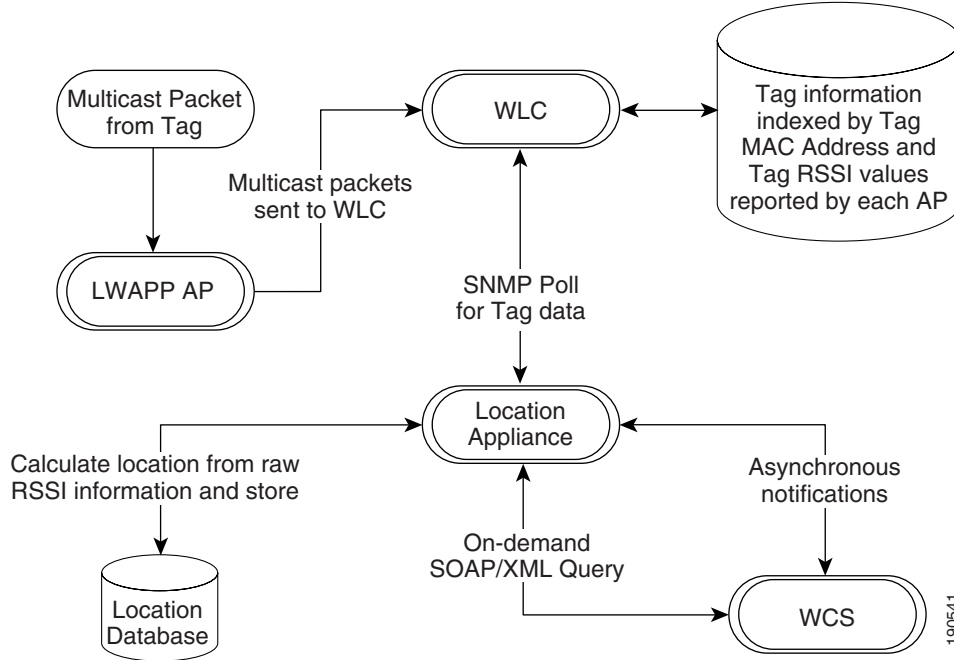 Multicast Packet
from Tag
WLC
Tag information
indexed by Tag
MAC Address and
Tag RSSI values
reported by each AP
Multicast packets
sent to WLC
LWAPP AP
SNMP Poll
for Tag data
Location
Appliance
Calculate location from raw
RSSI information and store
Asynchronous
notifications
On-demand
SOAP/XML Query
Location
Database
WCS
190541